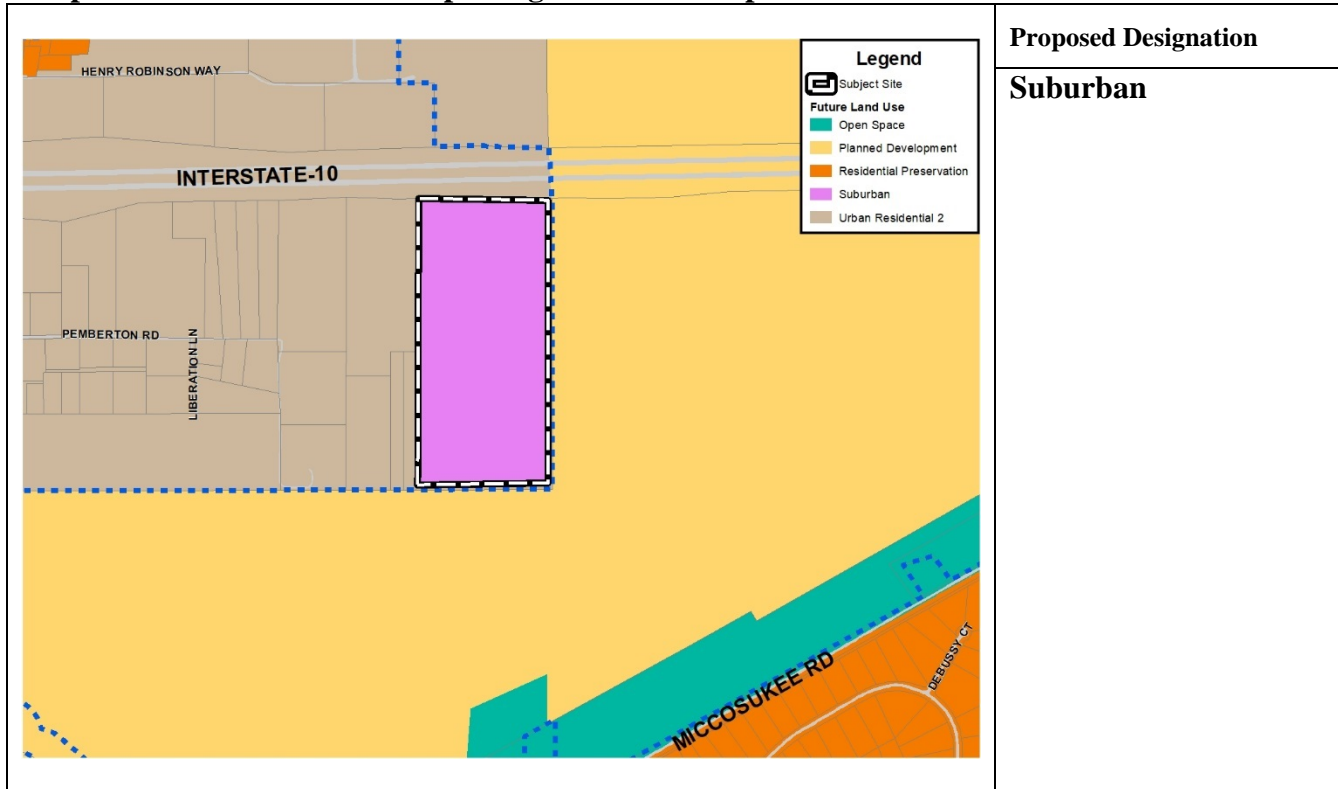 Proposed Designation
Suburban
Legend
Subject Site
Future Land Use
Open Space
Planned Development
Residential Preservation
Suburban
Urban Residential 2
HENRY ROBINSON WAY
INTERSTATE-10
PEMBERTON RD
LIBERATION LN
MICCOSUKEE RD
DEBUSSY CT